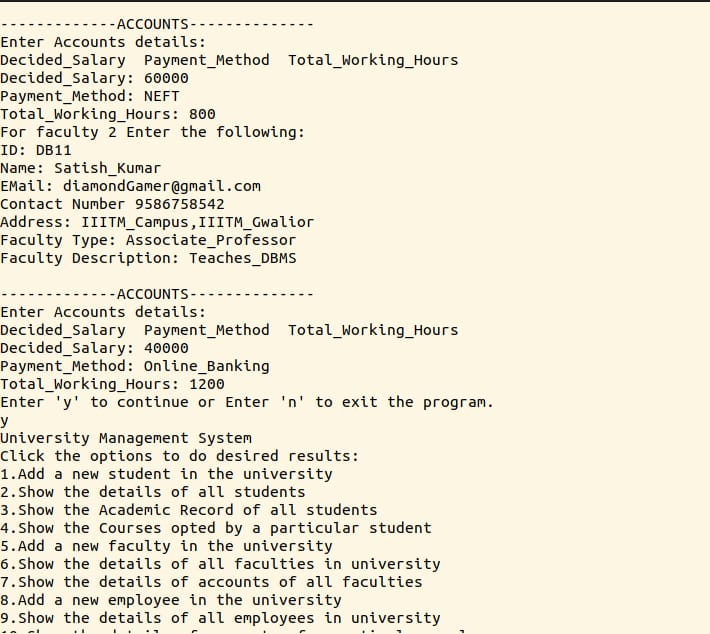 -------------ACCOUNTS--------------
Enter Accounts details:
Decided_Salary  Payment_Method  Total_Working_Hours
Decided_Salary: 60000
Payment_Method: NEFT
Total_Working_Hours: 800
For faculty 2 Enter the following:
ID: DB11
Name: Satish_Kumar
EMail: diamondGamer@gmail.com
Contact Number 9586758542
Address: IIITM_Campus,IIITM_Gwalior
Faculty Type: Associate_Professor
Faculty Description: Teaches_DBMS

-------------ACCOUNTS--------------
Enter Accounts details:
Decided_Salary  Payment_Method  Total_Working_Hours
Decided_Salary: 40000
Payment_Method: Online_Banking
Total_Working_Hours: 1200
Enter 'y' to continue or Enter 'n' to exit the program.
y
University Management System
Click the options to do desired results:
1.Add a new student in the university
2.Show the details of all students
3.Show the Academic Record of all students
4.Show the Courses opted by a particular student
5.Add a new faculty in the university
6.Show the details of all faculties in university
7.Show the details of accounts of all faculties
8.Add a new employee in the university
9.Show the details of all employees in university